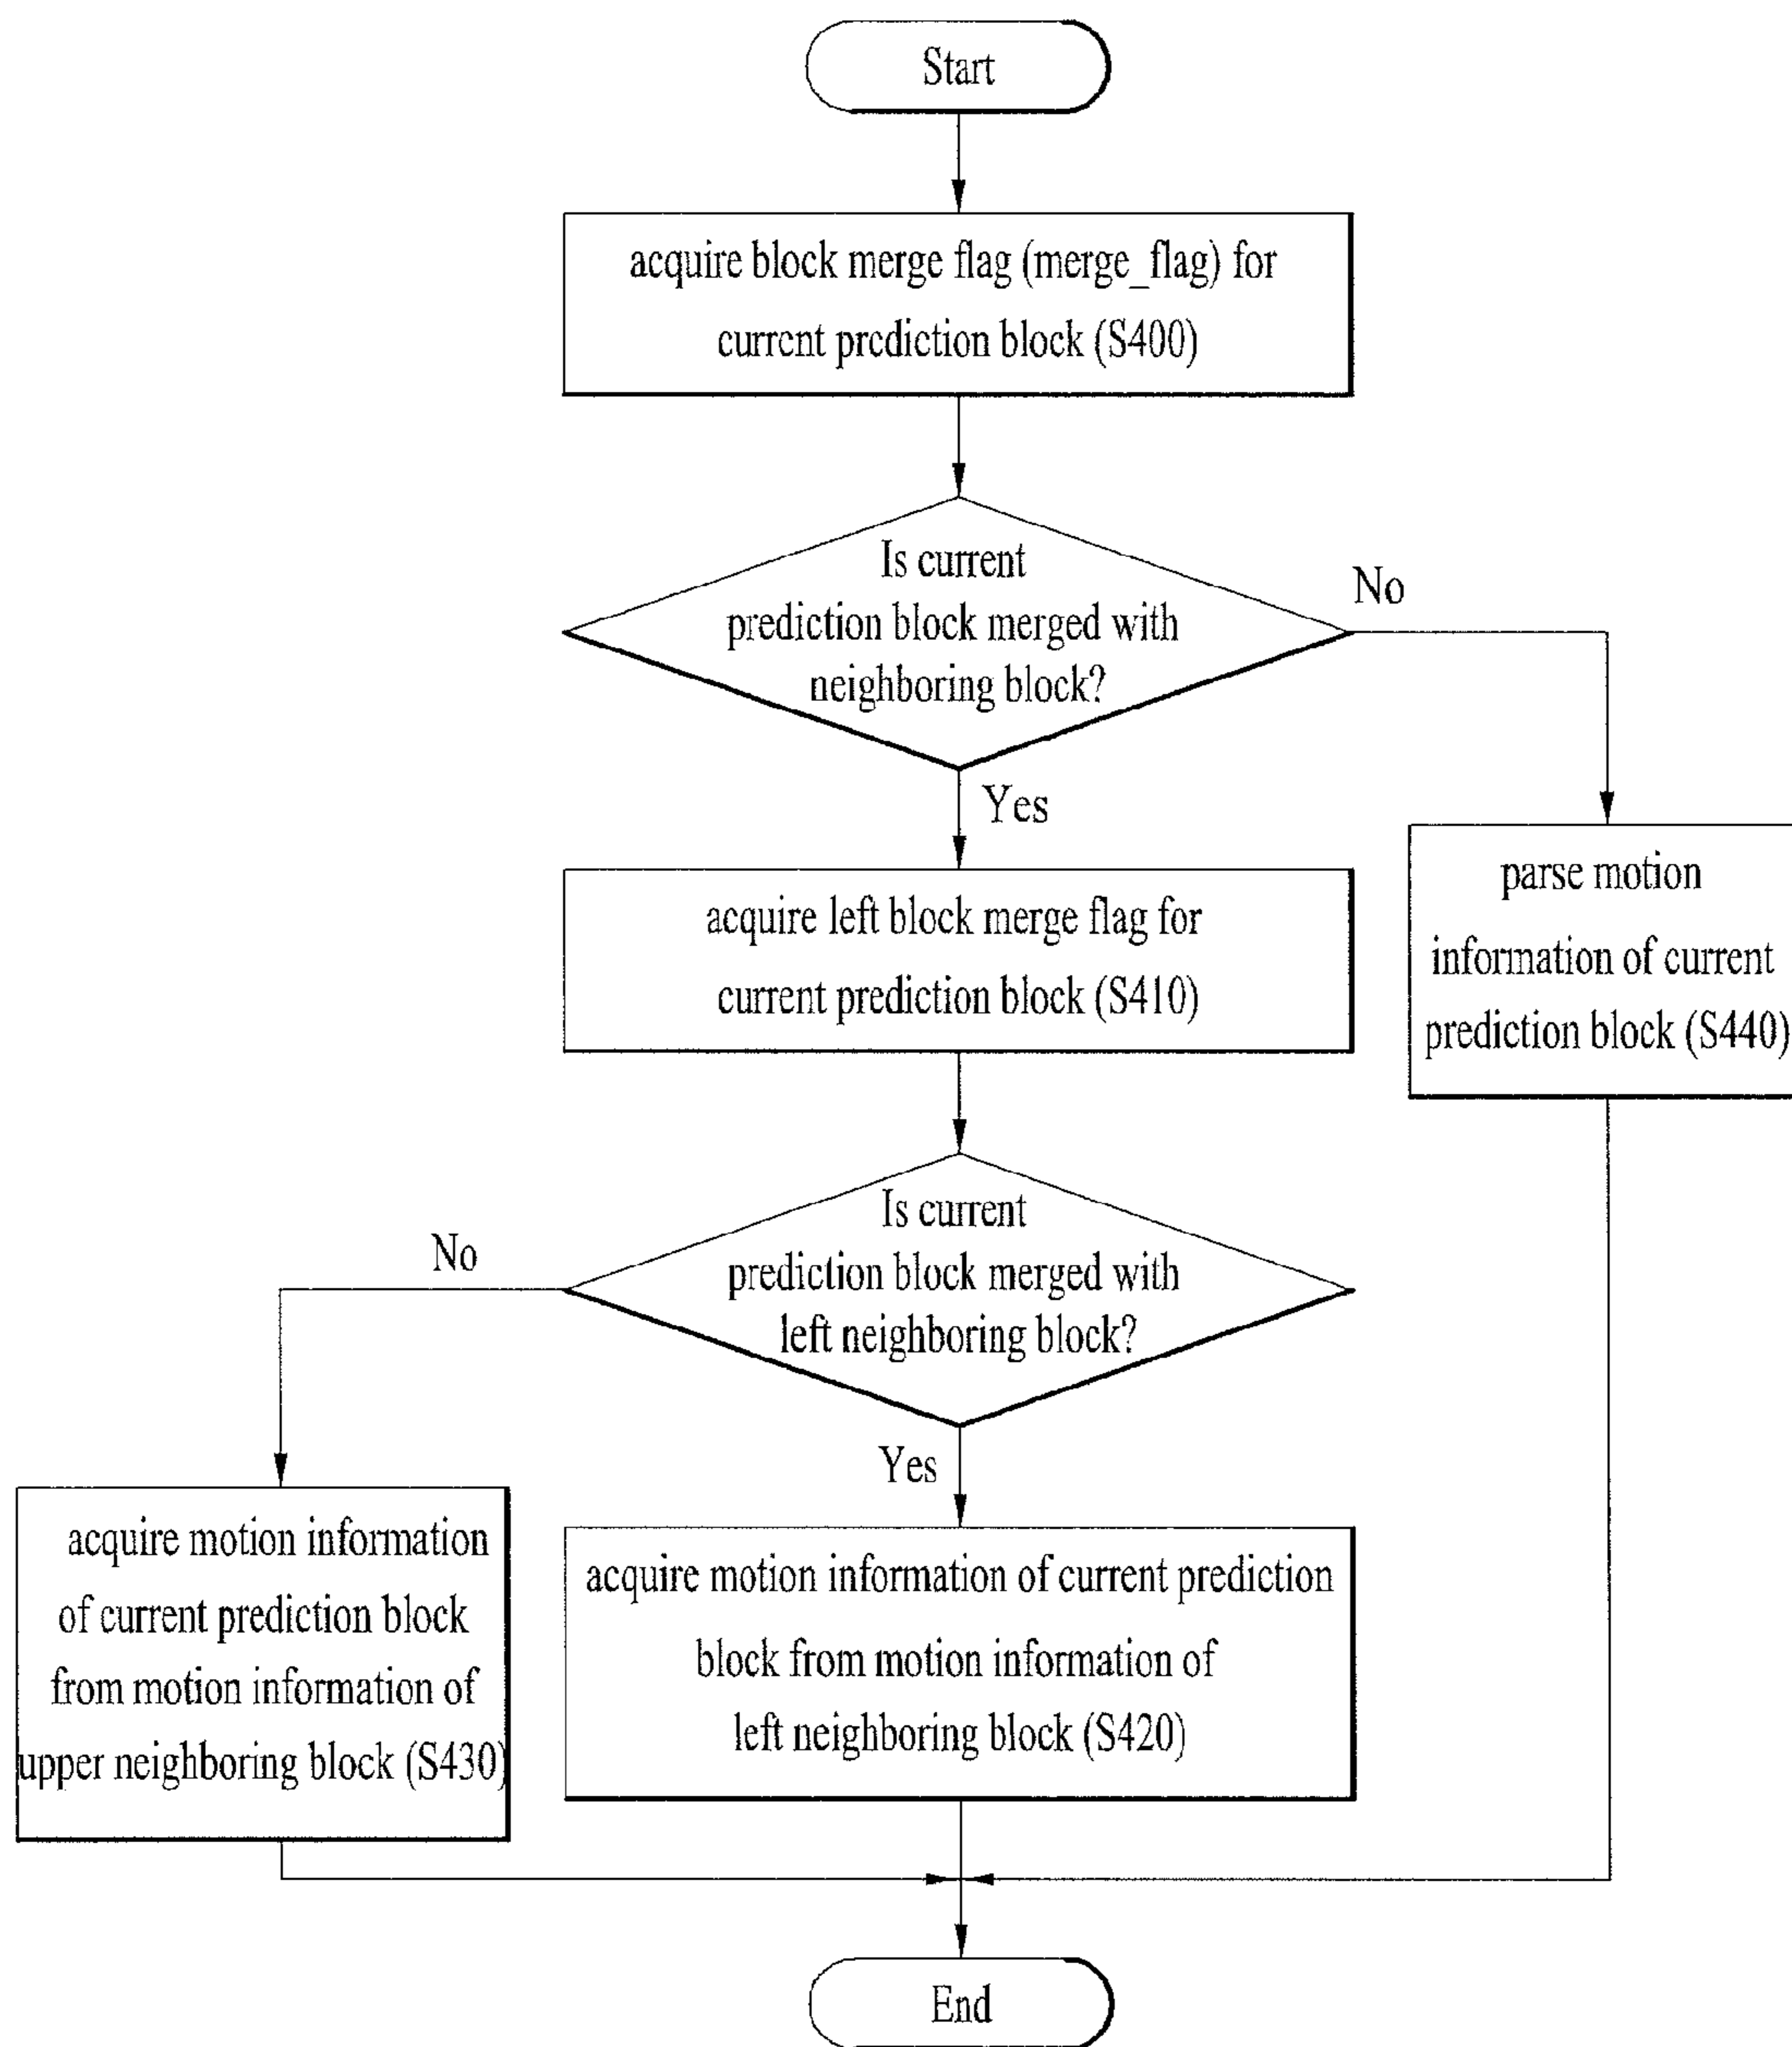 Start
acquire block merge flag (merge_flag) for
current prediction block (S400)
Is current
prediction block merged with
neighboring block?
No
Yes
acquire left block merge flag for
current prediction block (S410)
parse motion
information of current
prediction block (S440)
Is current
prediction block merged with
left neighboring block?
No
Yes
acquire motion information
of current prediction block
from motion information of
upper neighboring block (S430)
acquire motion information of current prediction
block from motion information of
left neighboring block (S420)
End